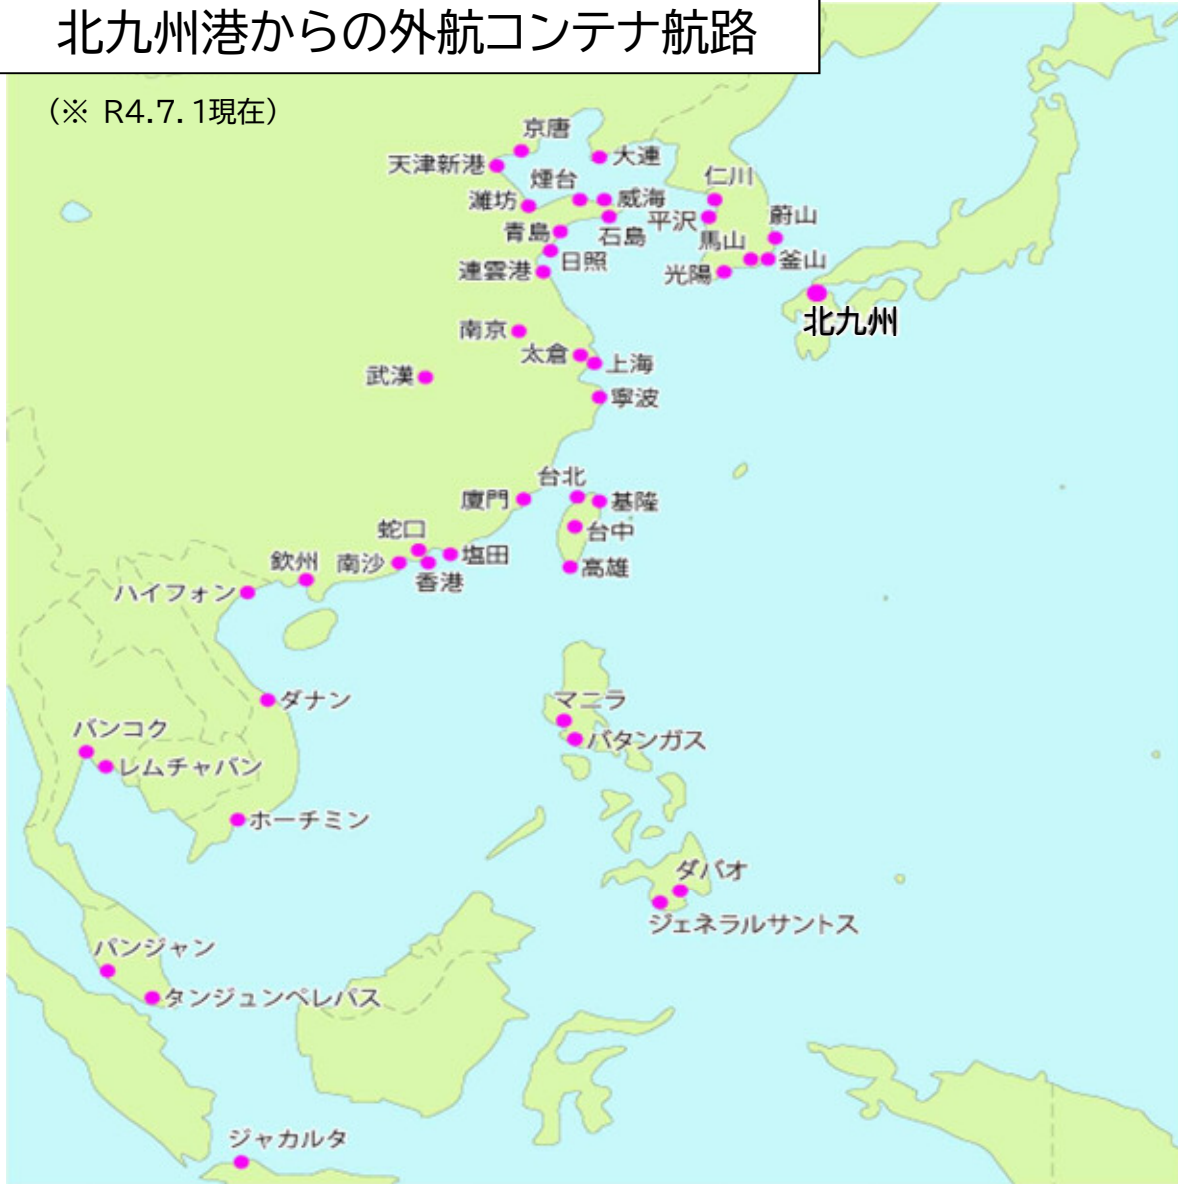 北九州港からの外航コンテナ航路
（※ R4.7.1現在）
京唐
天津新港
大連
煙台
仁川
濰坊
威海
平沢
蔚山
青島
石島
馬山
日照
釜山
連雲港
光陽
北九州
南京
太倉
上海
武漢
寧波
台北
廈門
基隆
蛇口
台中
欽州
南沙
塩田
香港
高雄
ハイフォン
ダナン
マニラ
バンコク
バタンガス
レムチャバン
ホーチミン
ダバオ
ジェネラルサントス
パンジャン
タンジュンペレパス
ジャカルタ